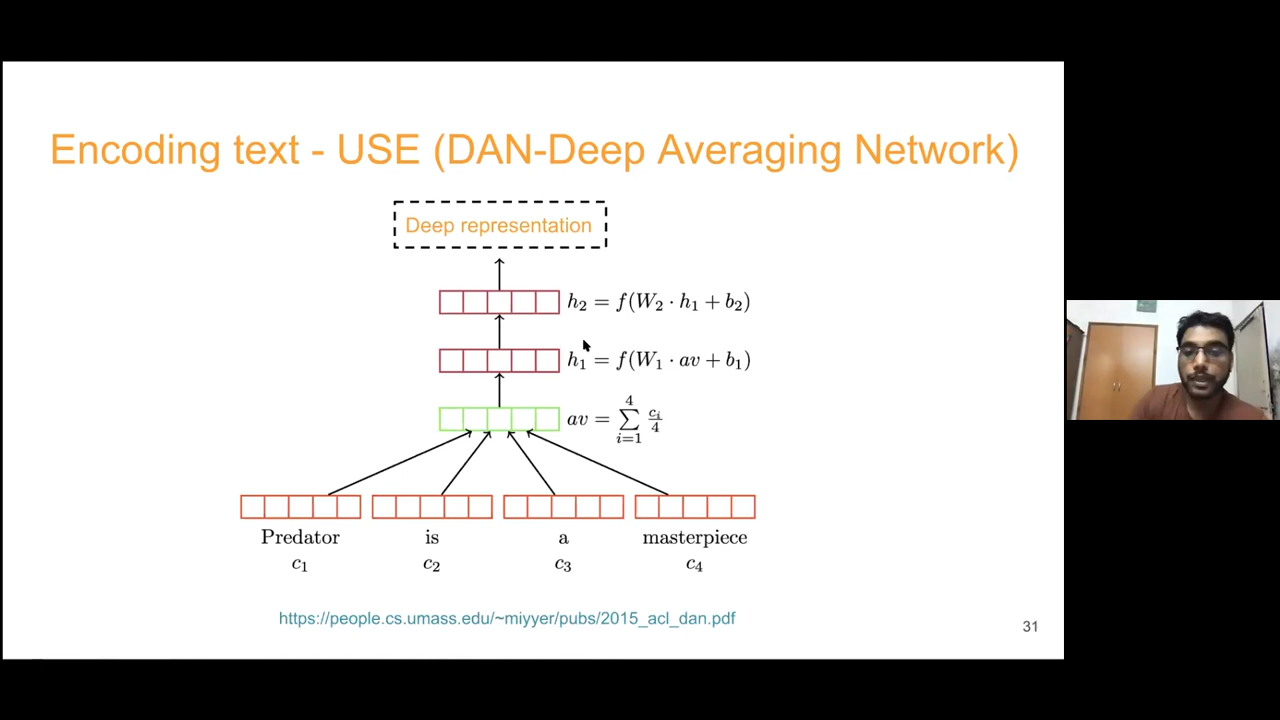 Encoding text - USE (DAN-Deep Averaging Network)
Deep representation
h₂ = f(W₂ · h₁ + b₂)
h₁ = f(W₁ · av + b₁)
av = ∑_{i=1}^{4} cᵢ/4
Predator is a masterpiece
c₁ c₂ c₃ c₄
https://people.cs.umass.edu/~miyyer/pubs/2015_acl_dan.pdf
31